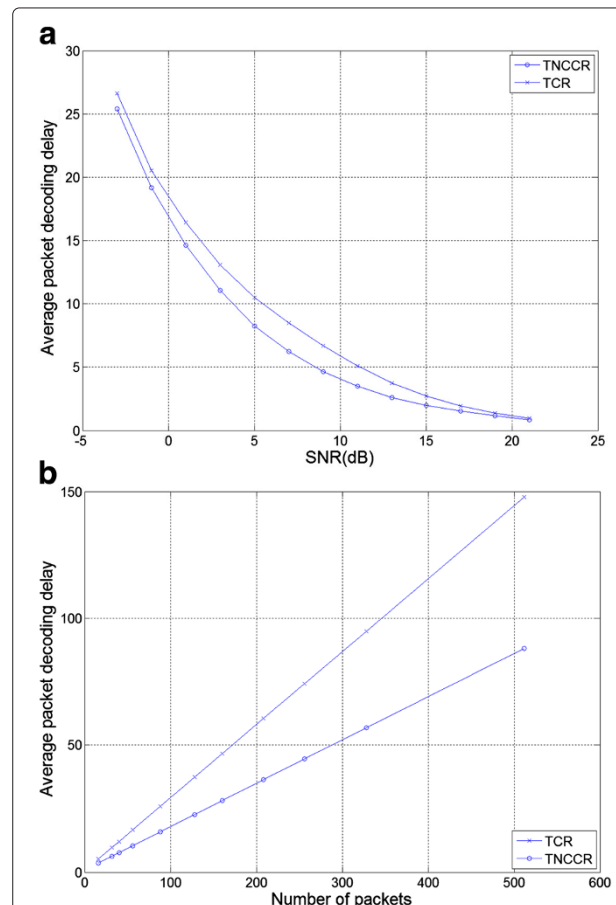 a
30
25
20
15
10
5
0
-5 0 5 10 15 20 25
Average packet decoding delay
SNR(dB)
TNCCR
TCR
b
150
100
50
0
0 100 200 300 400 500 600
Average packet decoding delay
Number of packets
TCR
TNCCR